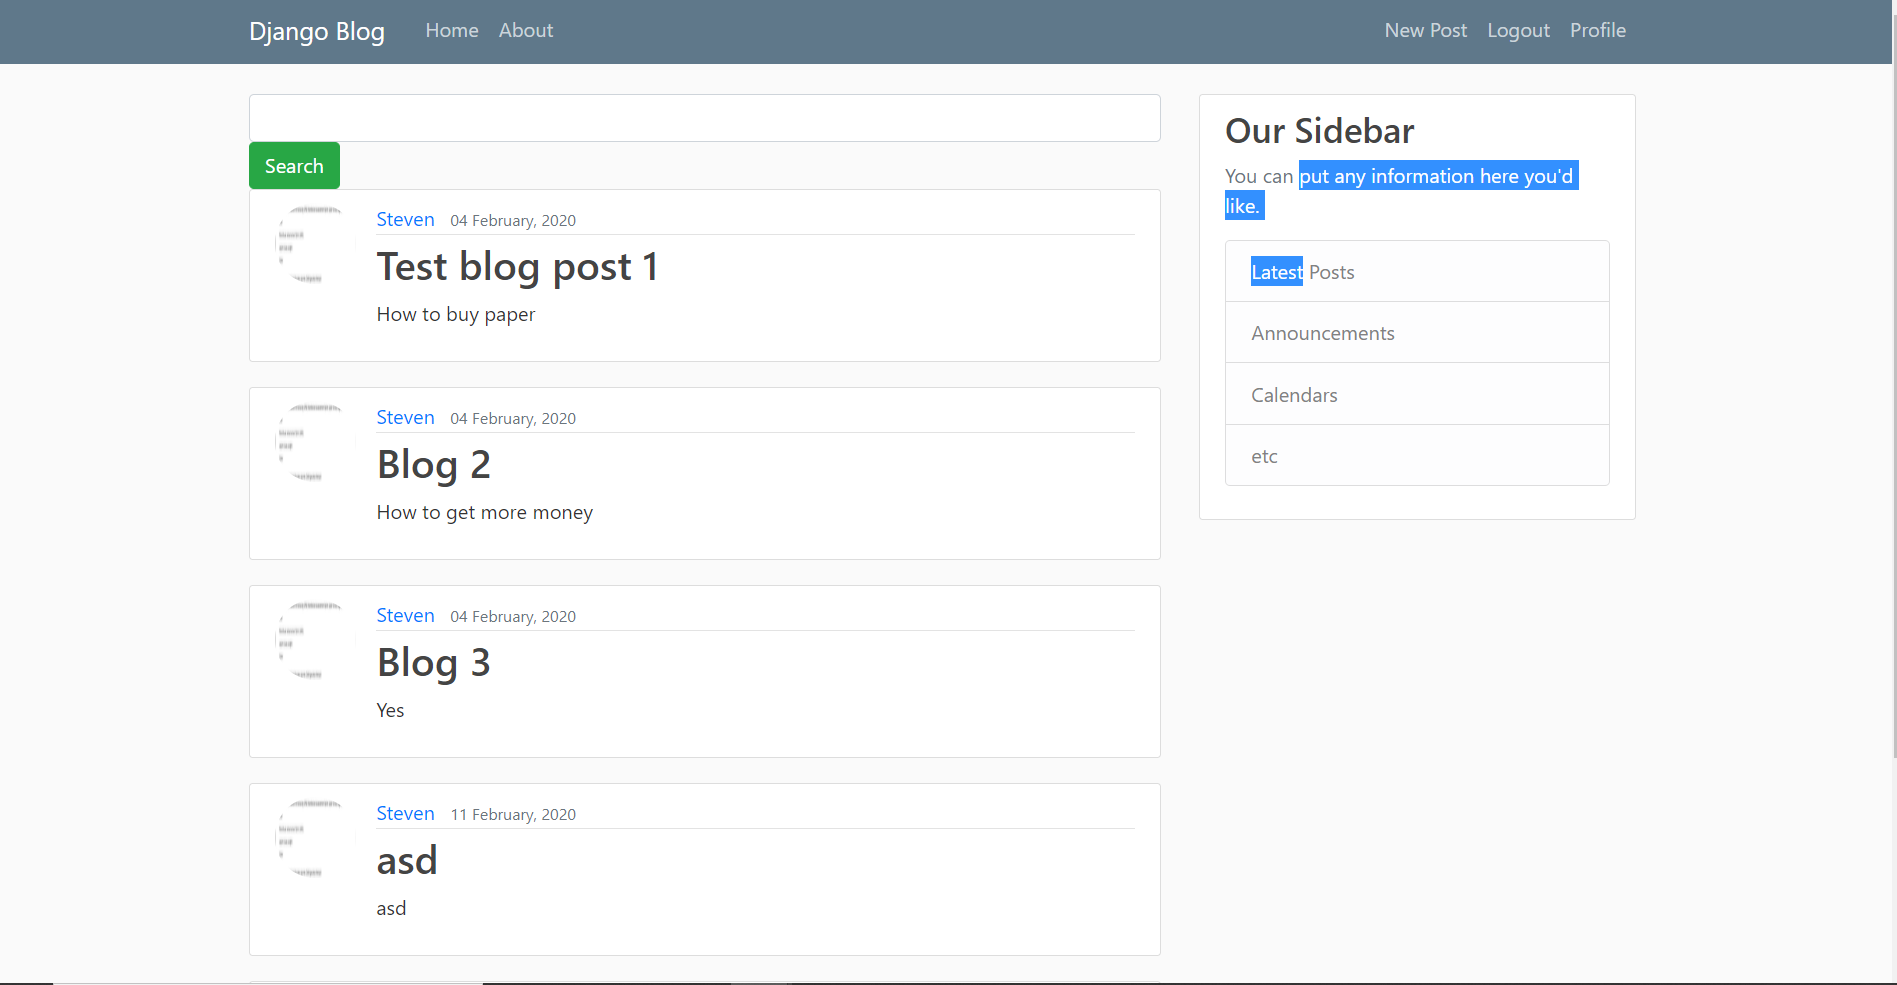 Django Blog Home About New Post Logout Profile
Search
Steven 04 February, 2020
Test blog post 1
How to buy paper
Steven 04 February, 2020
Blog 2
How to get more money
Steven 04 February, 2020
Blog 3
Yes
Steven 11 February, 2020
asd
asd
Our Sidebar
You can put any information here you'd
like.
Latest Posts
Announcements
Calendars
etc